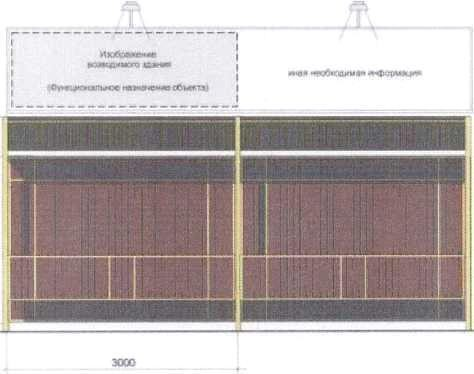 Изображение
возводимого здания
(Функциональное назначение объекта)
иная необходимая информация
3000